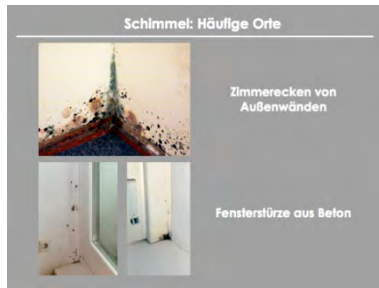 Schimmel: Häufige Orte
Zimmerecken von
Außenwänden
Fensterstürze aus Beton